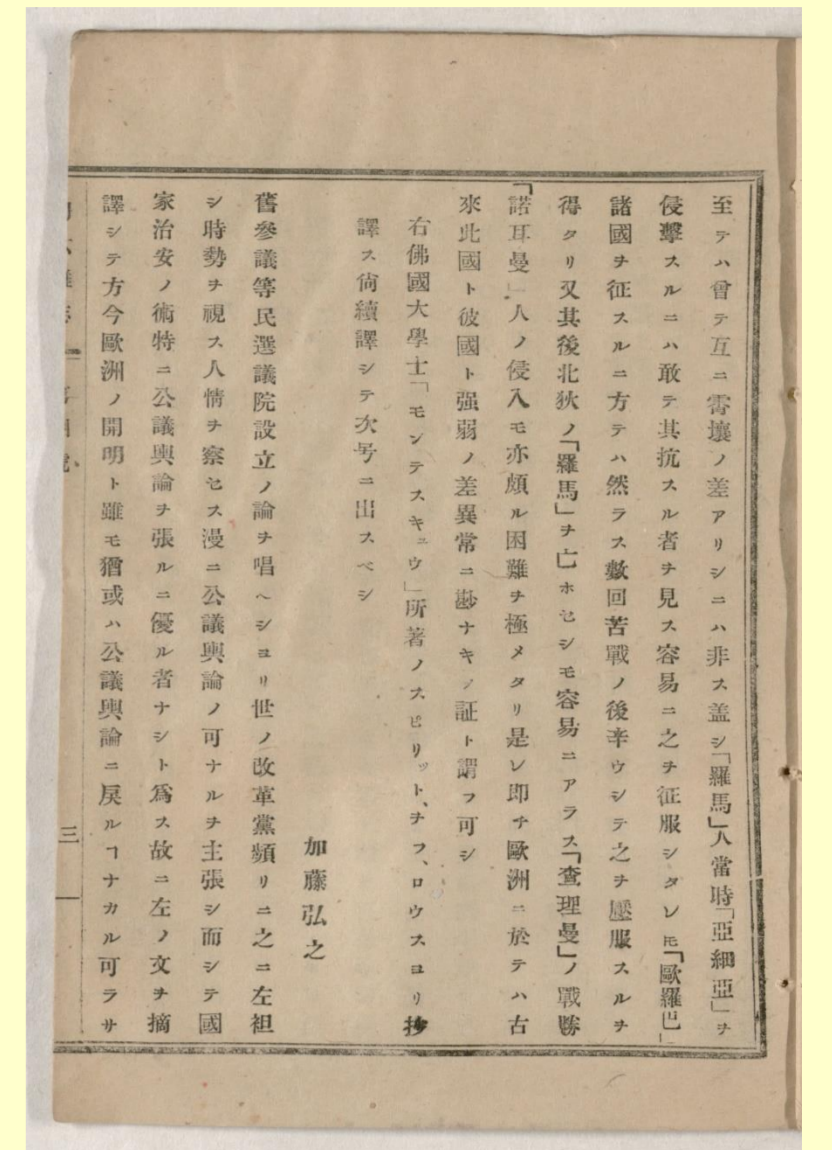 至テハ曾テ互ニ霄壤ノ差アリシニハ非ス盖シ「羅馬」人當時「亞細亞」ヲ
侵擊スルニハ敢テ其抗スル者ヲ見ス容易ニ之ヲ征服シタレ𪜈「歐羅巴」
諸國ヲ征スルニ方テハ然ラス數回苦戰ノ後辛ウシテ之ヲ壓服スルヲ
得タリ又其後北狄ノ「羅馬」ヲ亡ホセシモ容易ニアラス「查理曼」ノ戰勝
「諾耳曼」人ノ侵入モ亦頗ル困難ヲ極メタリ是レ即チ歐洲ニ於テハ古
來此國ト彼國ト强弱ノ差異常ニ尠ナキノ証ト謂フ可シ
右佛國大學士「モンテスキュウ」所著ノスピリット、ヲフ、ロウスヨリ抄
譯ス尙續譯シテ次号ニ出スベシ
加藤弘之
舊參議等民選議院設立ノ論ヲ唱ヘシヨリ世ノ改革黨頻リニ之ニ左袒
シ時勢ヲ視ス人情ヲ察セス漫ニ公議輿論ノ可ナルヲ主張シ而シテ國
家治安ノ術特ニ公議輿論ヲ張ルニ優ル者ナシト爲ス故ニ左ノ文ヲ摘
譯シテ方今歐洲ノ開明ト雖モ猶或ハ公議輿論ニ戾ルヿナカル可ラサ
三